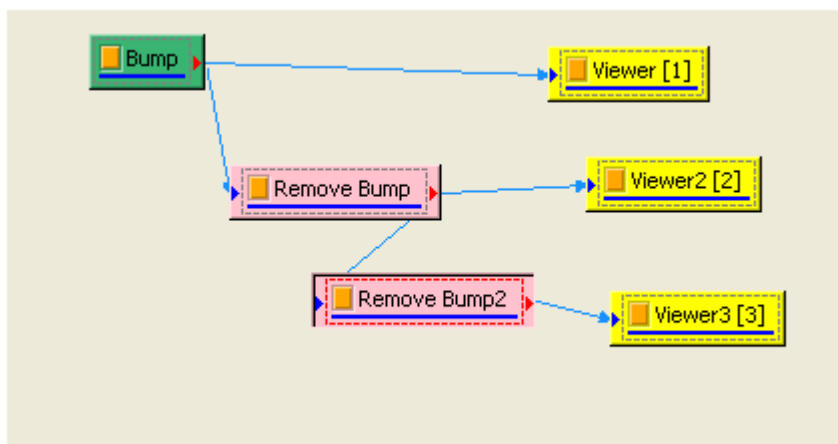 Bump
Viewer [1]
Remove Bump
Viewer2 [2]
Remove Bump2
Viewer3 [3]